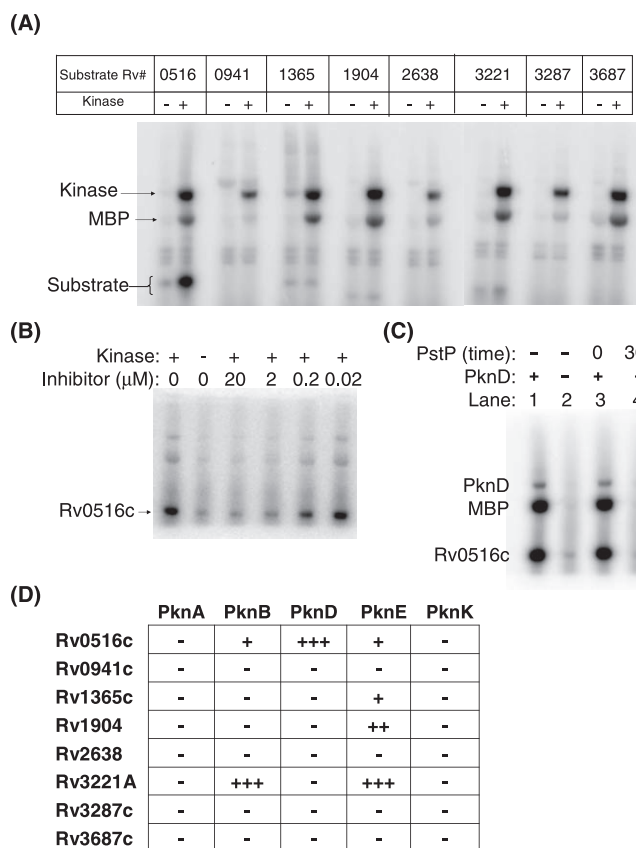 (A)
Substrate Rv# 0516 0941 1365 1904 2638 3221 3287 3687
Kinase - + - + - + - + - + - + - + - +
Kinase
MBP
Substrate
(B)
Kinase: + - + + + +
Inhibitor (μM): 0 0 20 2 0.2 0.02
Rv0516c
(C)
PstP (time): - - 0
PknD: + - +
Lane: 1 2 3
PknD
MBP
Rv0516c
(D)
PknA PknB PknD PknE PknK
Rv0516c - + +++ + -
Rv0941c - - - - -
Rv1365c - - - + -
Rv1904 - - - ++ -
Rv2638 - - - - -
Rv3221A - +++ - +++ -
Rv3287c - - - - -
Rv3687c - - - - -